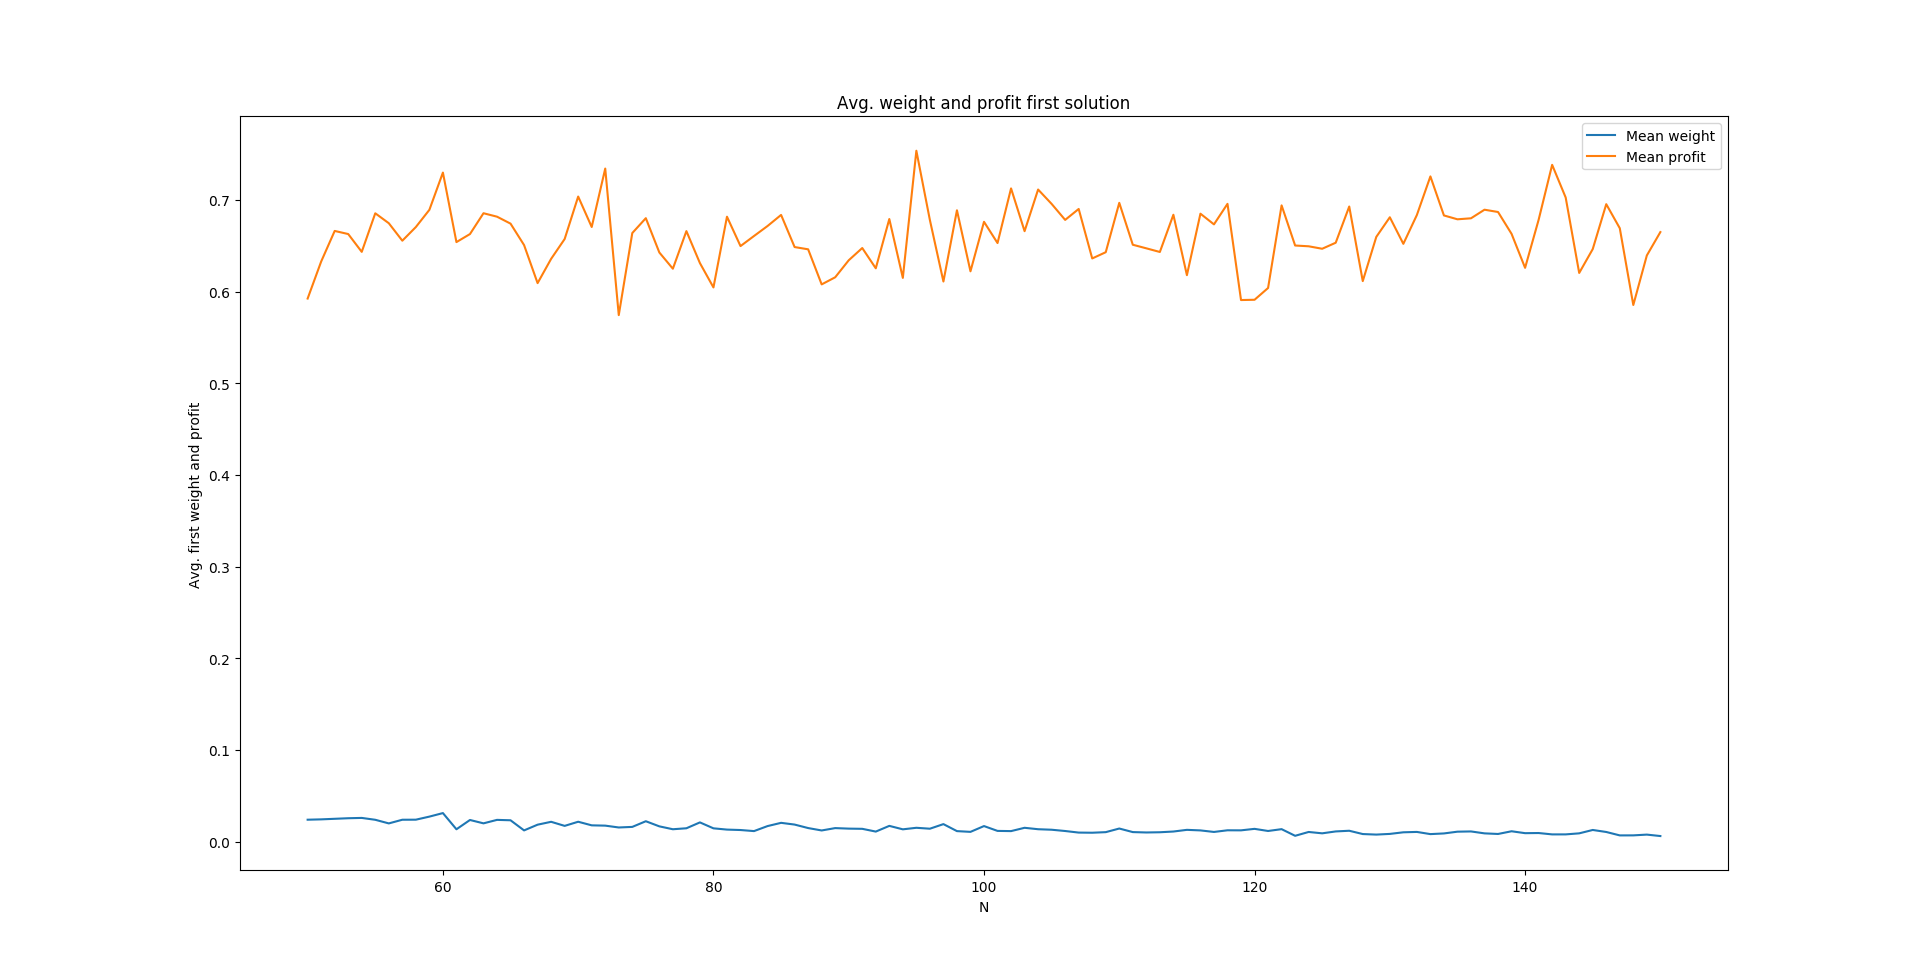 Avg. weight and profit first solution
Mean weight
Mean profit
Avg. first weight and profit
0.7
0.6
0.5
0.4
0.3
0.2
0.1
0.0
60 80 100 120 140
N